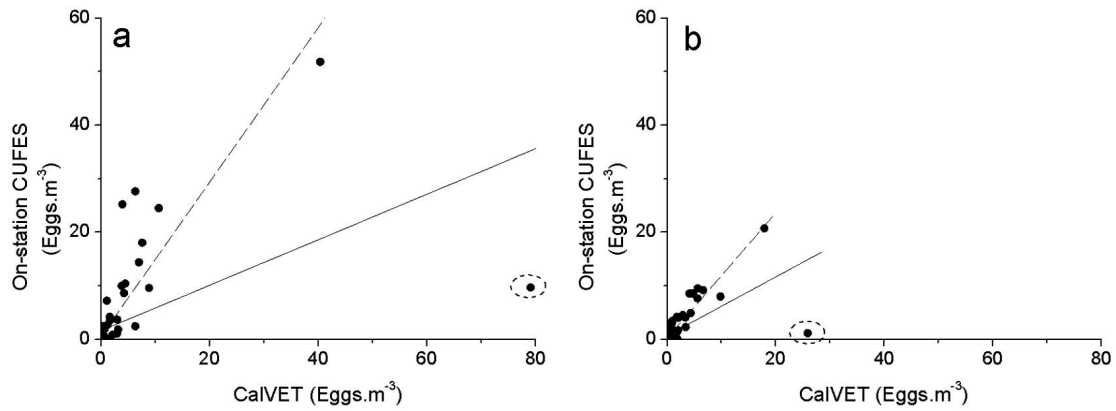 a
60
40
20
0
On-station CUFES
(Eggs.m-3)
0 20 40 60 80
CalVET (Eggs.m-3)
b
60
40
20
0
On-station CUFES
(Eggs.m-3)
0 20 40 60 80
CalVET (Eggs.m-3)